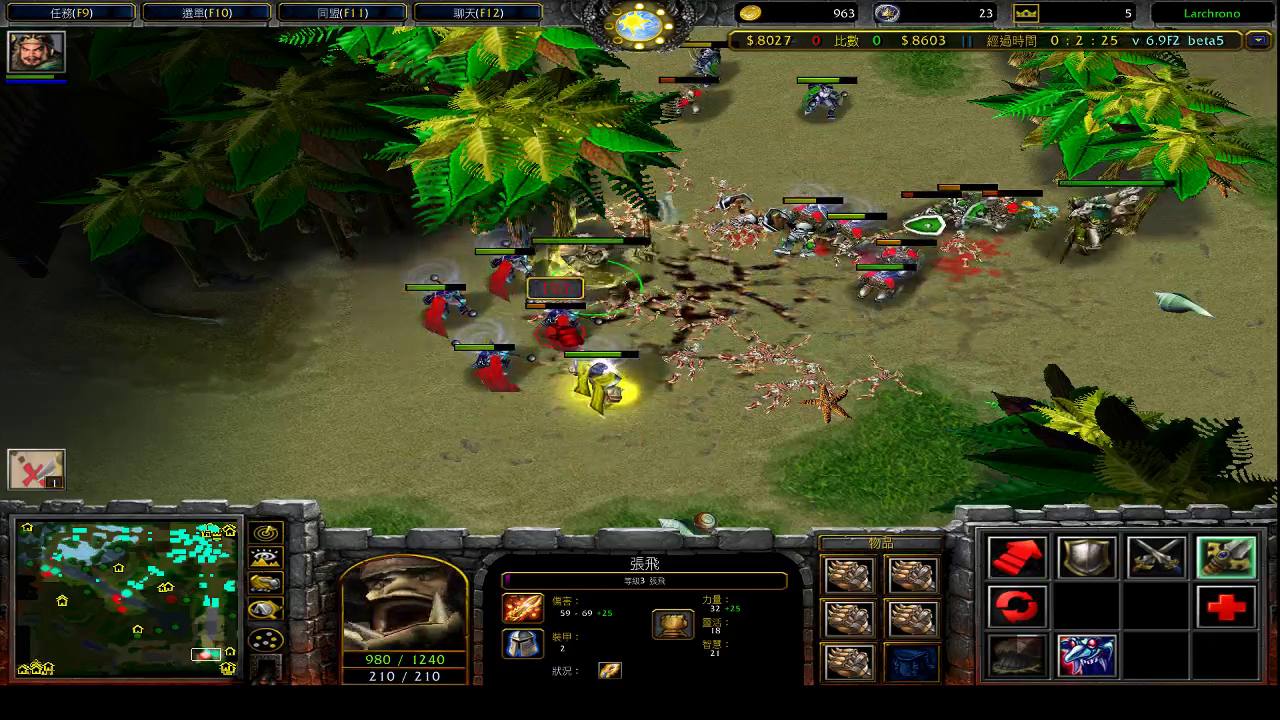 任務(F9) 選單(F10) 同盟(F11) 聊天(F12) 963 23 5 Larchrono
$8027 0 比數 0 $8603 || 經過時間 0 : 2 : 25 v 6.9F2 beta5
1
張飛
等級3 張飛
傷害：
59 - 69 +25
裝甲：
2
狀況：
力量：
32 +25
靈活：
18
智慧：
21
物品
980 / 1240
210 / 210